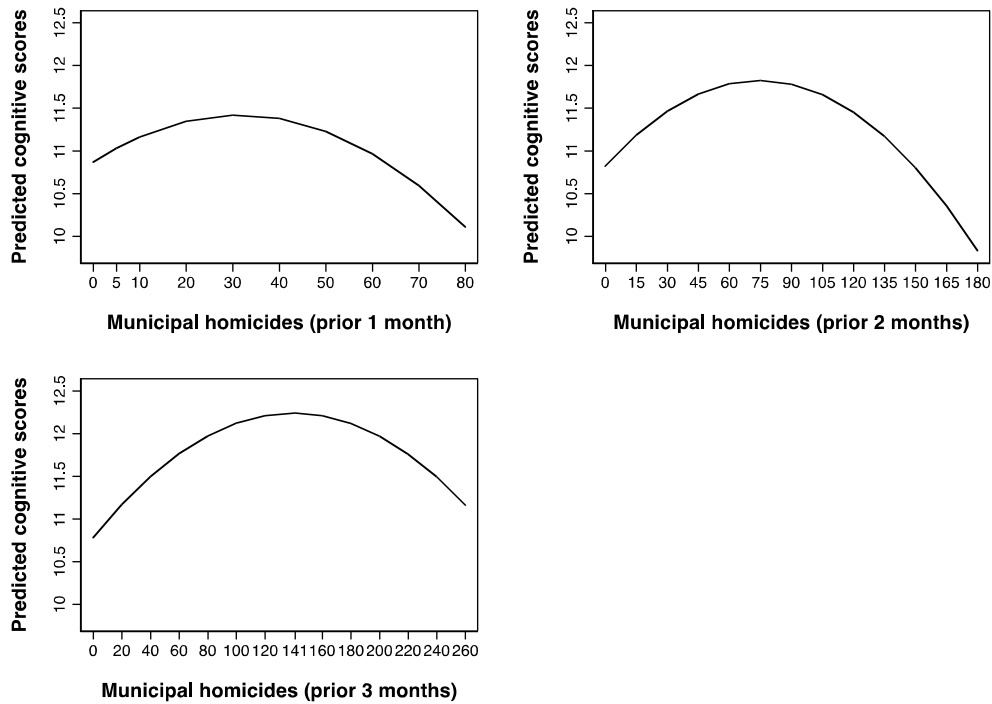 Predicted cognitive scores
12.5
12
11.5
11
10.5
10
0 5 10 20 30 40 50 60 70 80
Municipal homicides (prior 1 month)
Predicted cognitive scores
12.5
12
11.5
11
10.5
10
0 15 30 45 60 75 90 105 120 135 150 165 180
Municipal homicides (prior 2 months)
Predicted cognitive scores
12.5
12
11.5
11
10.5
10
0 20 40 60 80 100 120 141 160 180 200 220 240 260
Municipal homicides (prior 3 months)